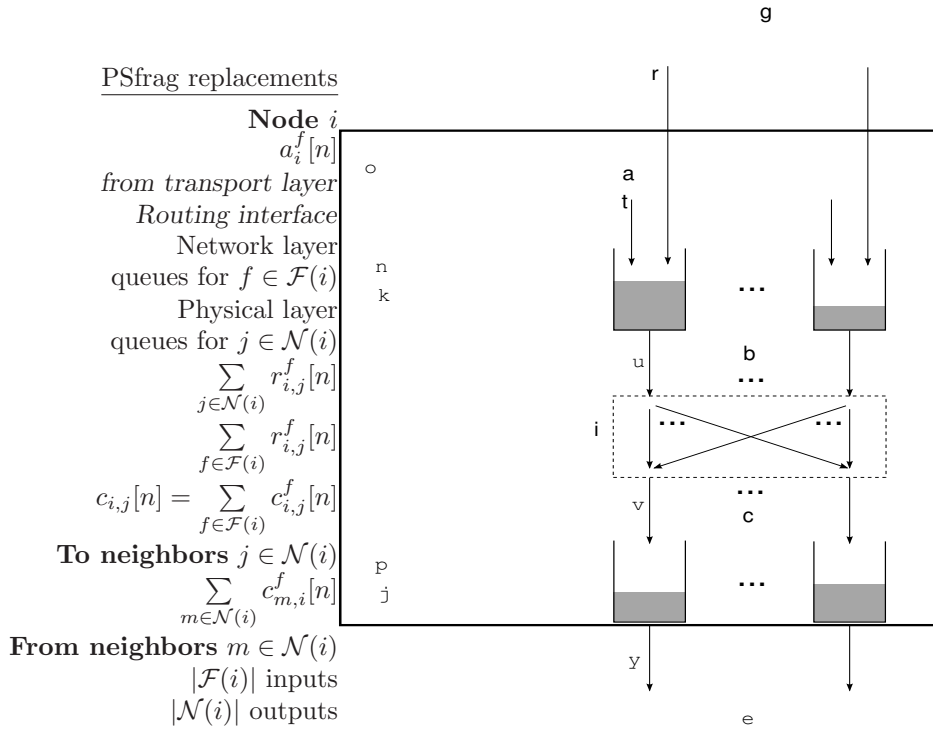 g
PSfrag replacements
r
Node i
a_i^f[n]
o
from transport layer
a
t
Routing interface
Network layer
n
queues for f ∈ F(i)
...
k
Physical layer
queues for j ∈ N(i)
u
b
...
∑_{j∈N(i)} r_{i,j}^f[n]
i
...
...
∑_{f∈F(i)} r_{i,j}^f[n]
c_{i,j}[n] = ∑_{f∈F(i)} c_{i,j}^f[n]
v
...
c
To neighbors j ∈ N(i)
p
...
∑_{m∈N(i)} c_{m,i}^f[n]
j
From neighbors m ∈ N(i)
y
|F(i)| inputs
|N(i)| outputs
e